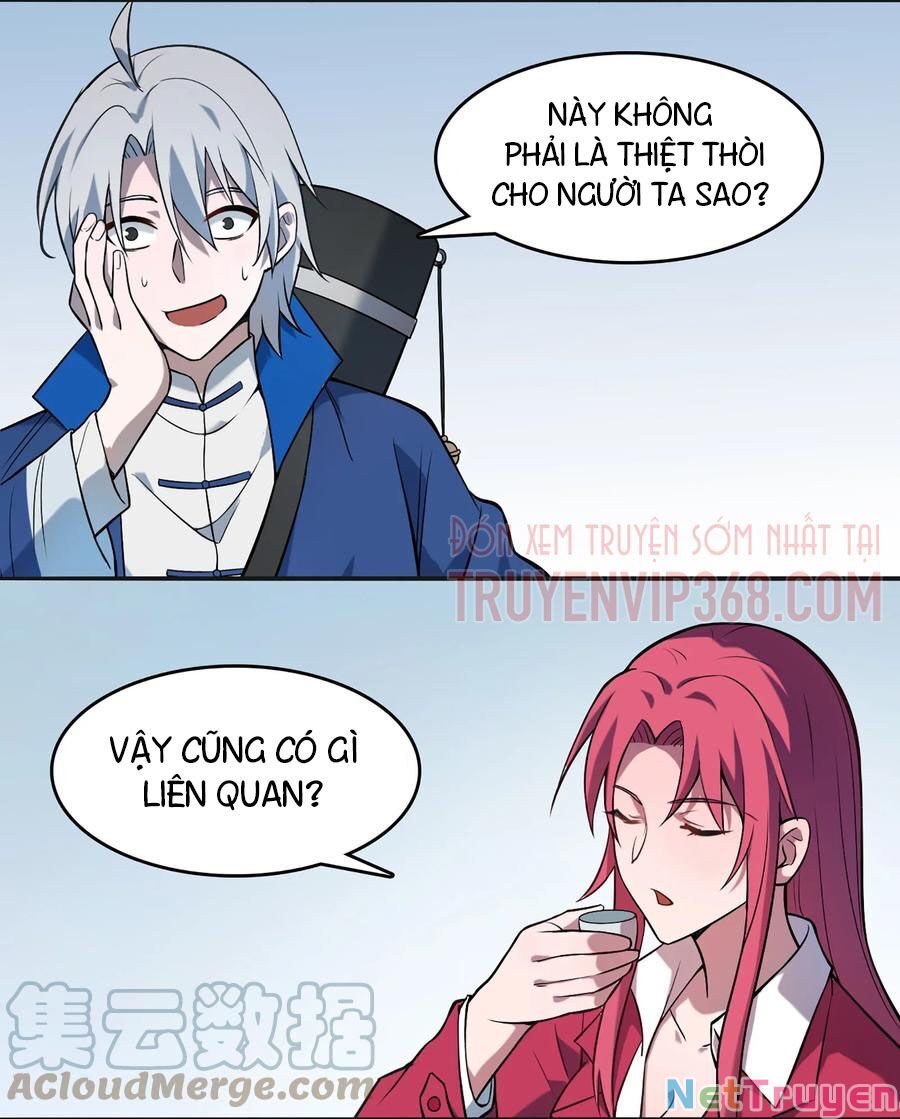 NÀY KHÔNG
PHẢI LÀ THIỆT THÒI
CHO NGƯỜI TA SAO?
ĐÓN XEM TRUYỆN SỚM NHẤT TẠI
TRUYENVIP368.COM
VẬY CŨNG CÓ GÌ
LIÊN QUAN?
集云数据
ACloudMerge.com
NetTruyen